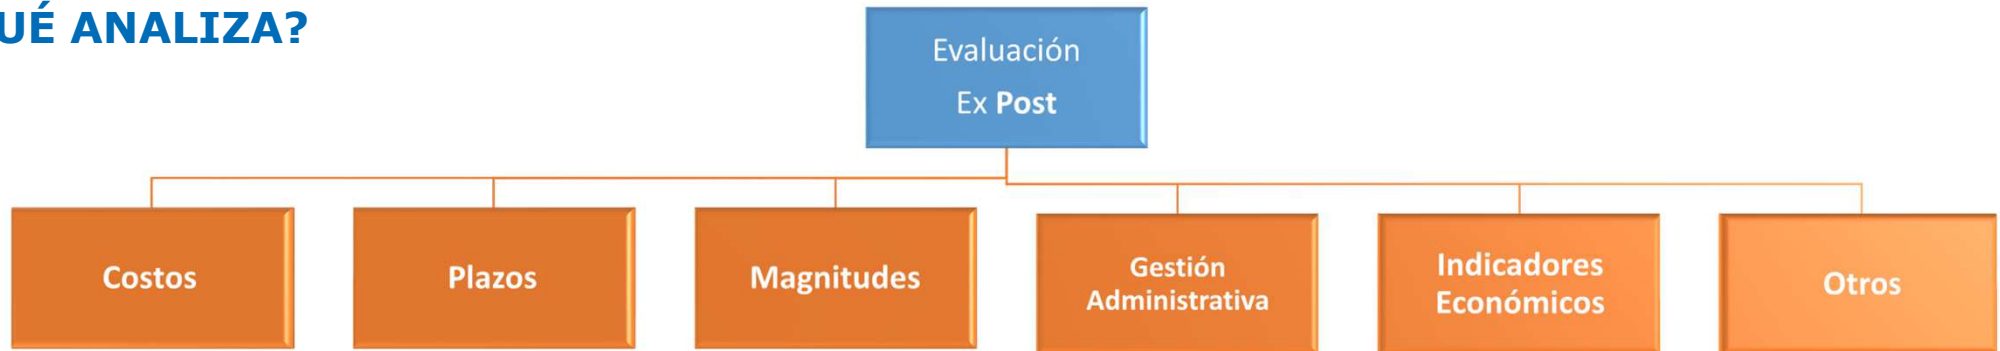 UÉ ANALIZA?
Evaluación
Ex Post
Costos
Plazos
Magnitudes
Gestión
Administrativa
Indicadores
Económicos
Otros